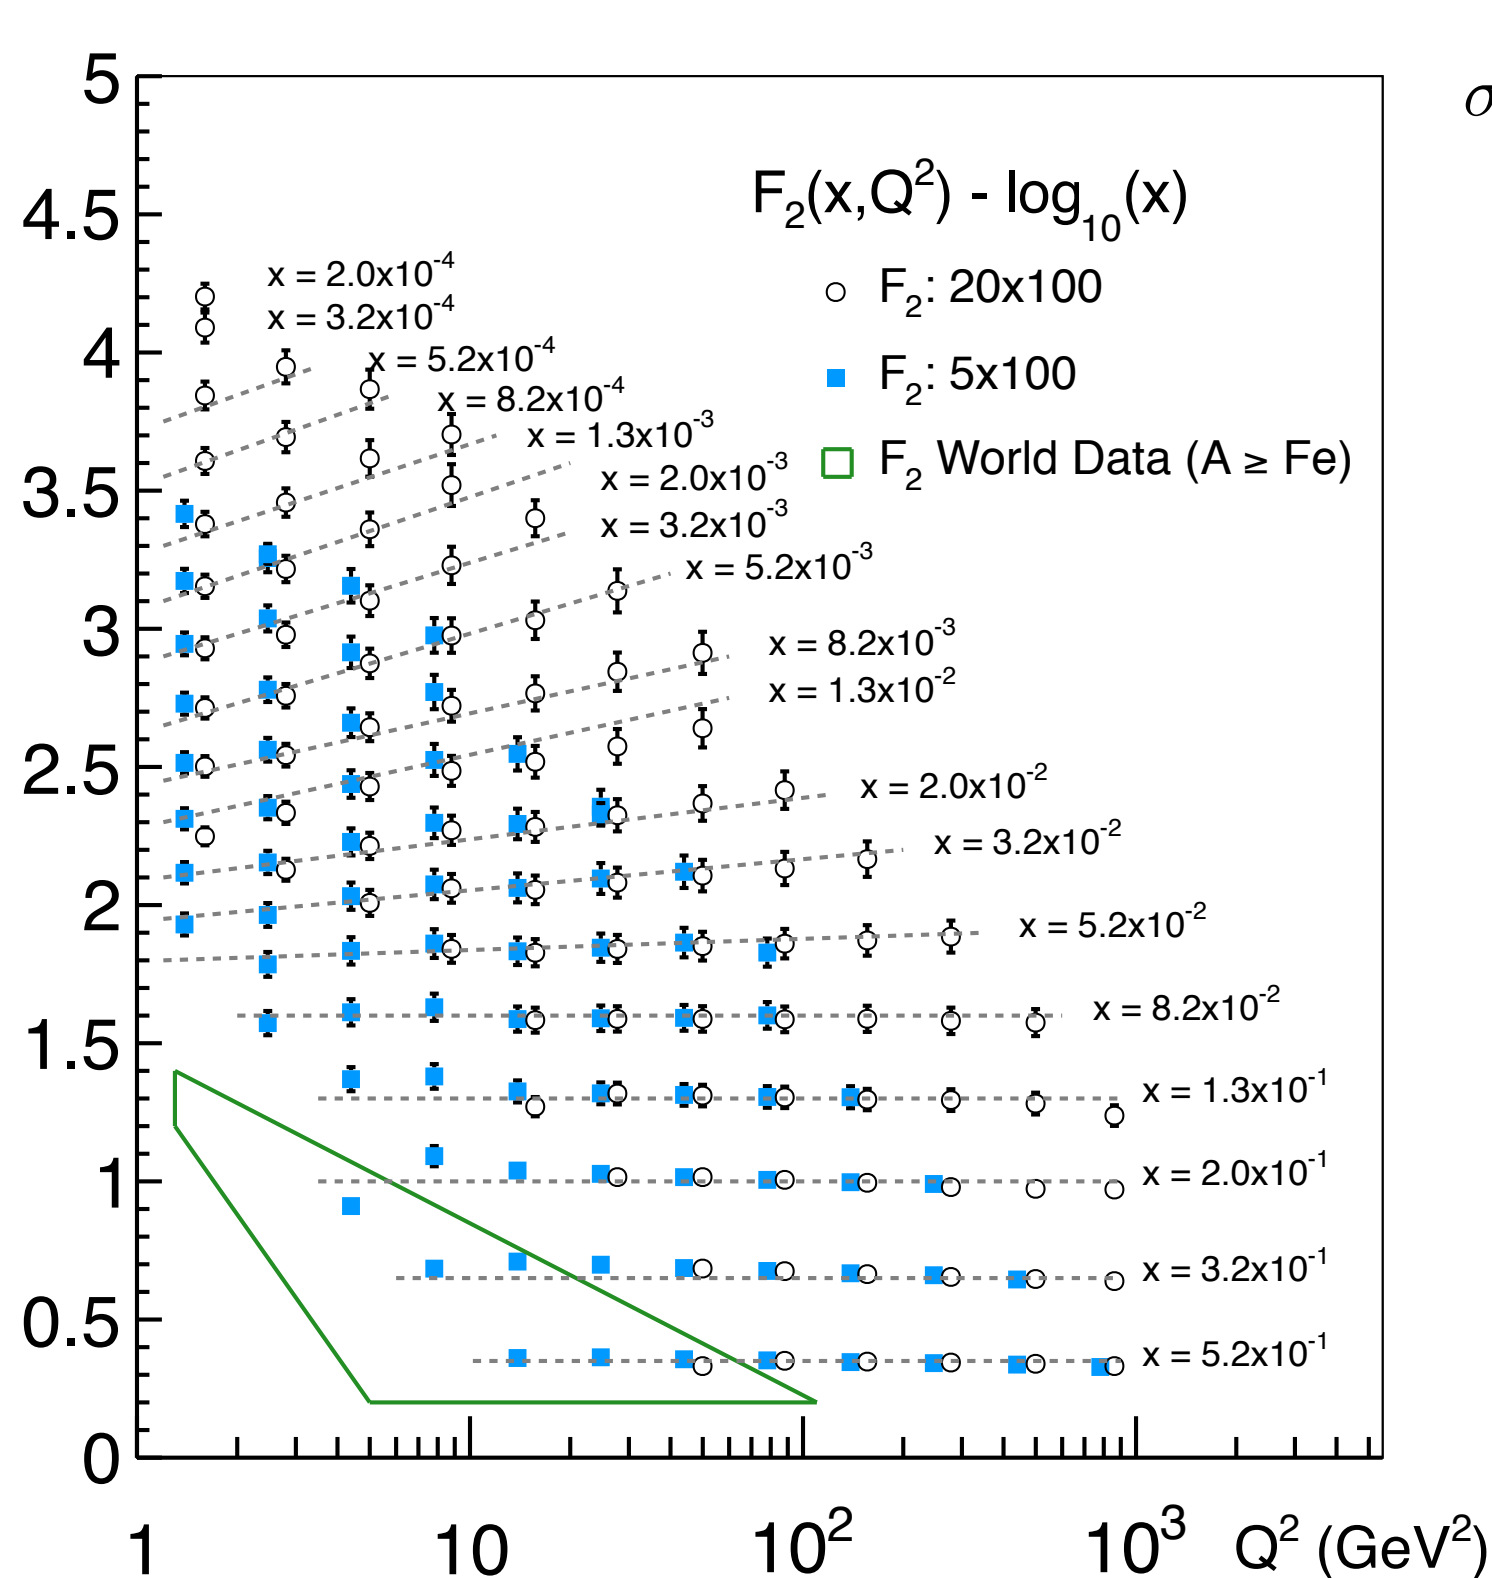 5
σ
4.5
F₂(x,Q²) - log₁₀(x)
x = 2.0x10⁻⁴
F₂: 20x100
x = 3.2x10⁻⁴
4
x = 5.2x10⁻⁴
F₂: 5x100
x = 8.2x10⁻⁴
x = 1.3x10⁻³
F₂ World Data (A ≥ Fe)
x = 2.0x10⁻³
3.5
x = 3.2x10⁻³
x = 5.2x10⁻³
3
x = 8.2x10⁻³
x = 1.3x10⁻²
2.5
x = 2.0x10⁻²
x = 3.2x10⁻²
2
x = 5.2x10⁻²
x = 8.2x10⁻²
1.5
x = 1.3x10⁻¹
1
x = 2.0x10⁻¹
x = 3.2x10⁻¹
0.5
x = 5.2x10⁻¹
0
1 10 10² 10³ Q² (GeV²)